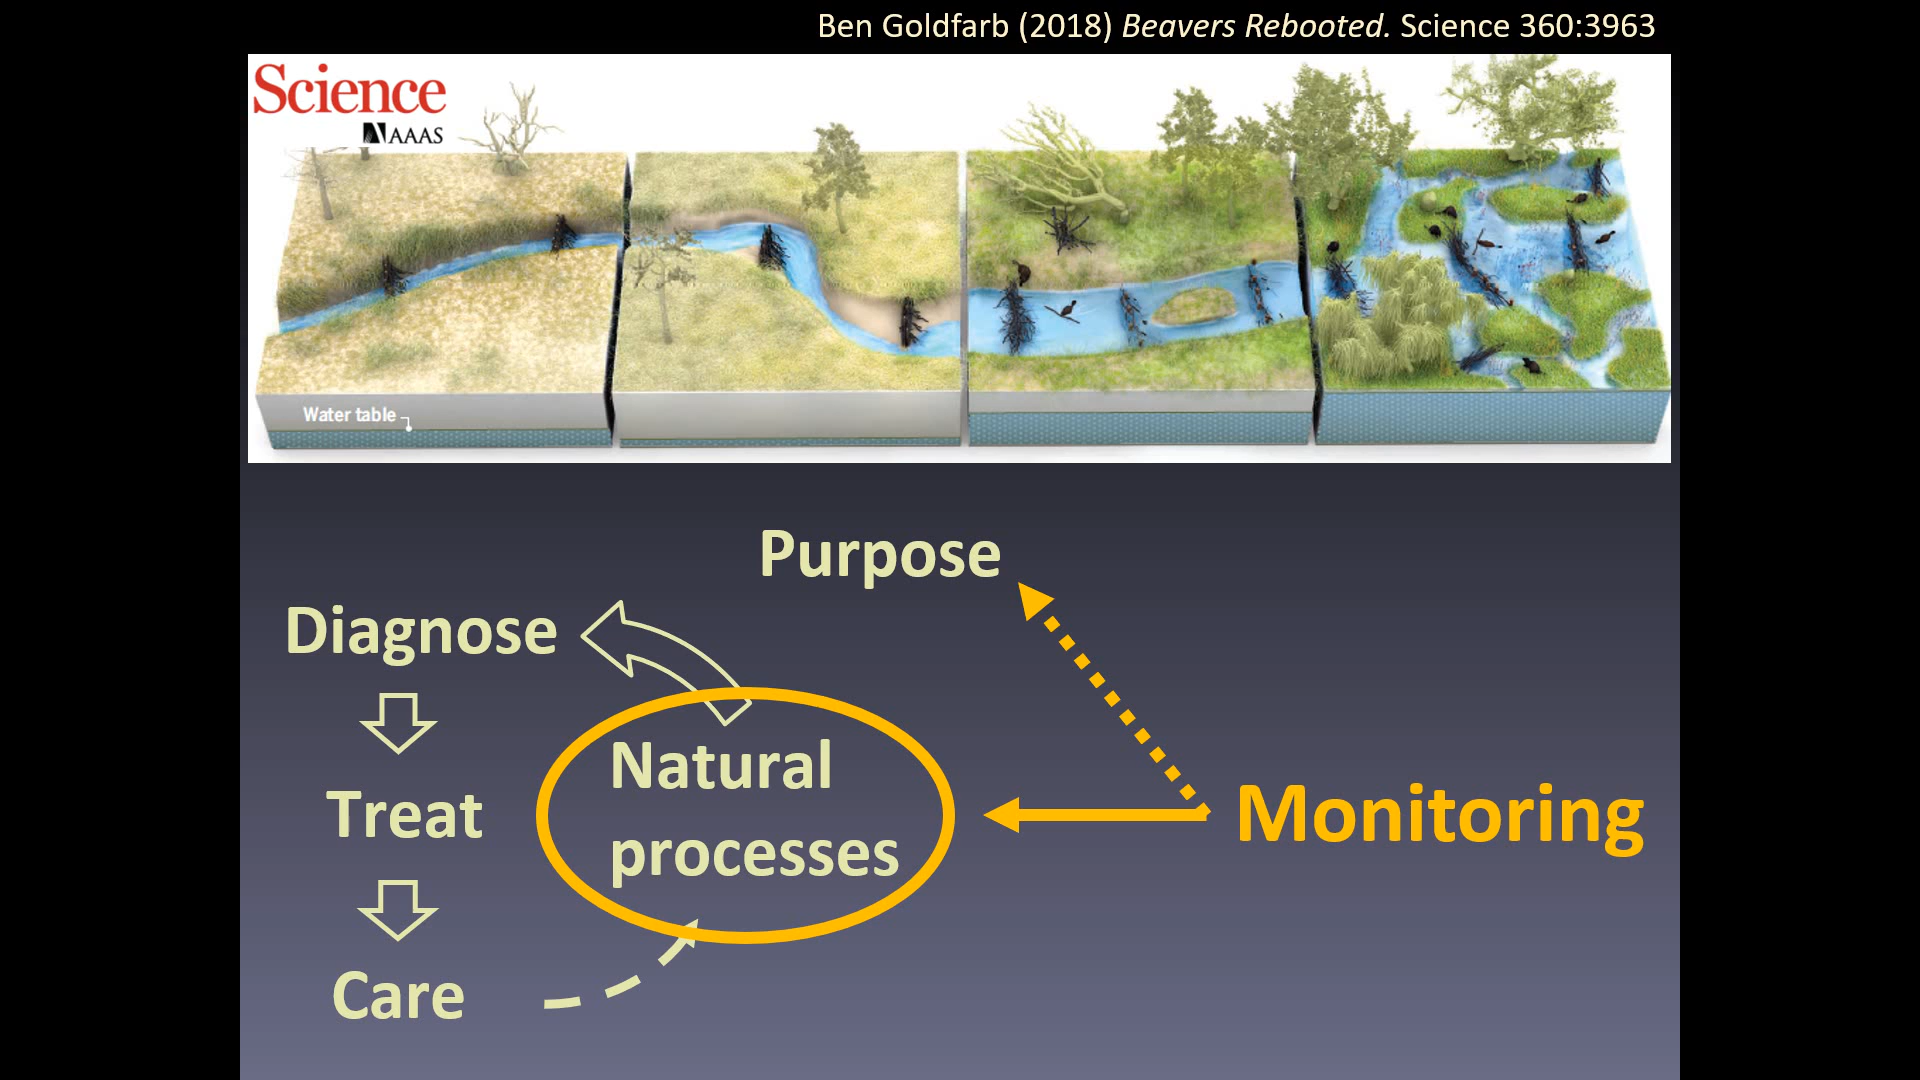 Ben Goldfarb (2018) Beavers Rebooted. Science 360:3963
Science
AAAS
Water table
Purpose
Diagnose
Natural
processes
Treat
Monitoring
Care